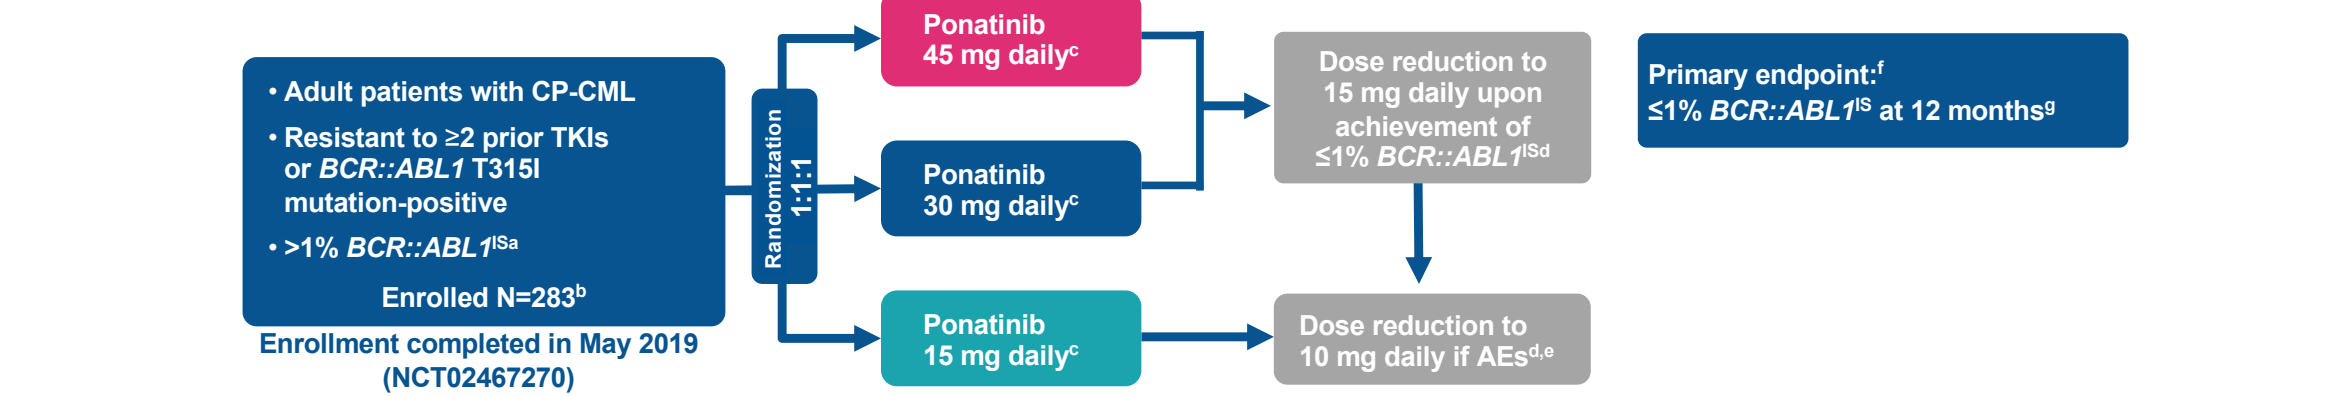 • Adult patients with CP-CML
• Resistant to ≥2 prior TKIs
or BCR::ABL1 T315I
mutation-positive
• >1% BCR::ABL1ISa
Enrolled N=283b
Enrollment completed in May 2019
(NCT02467270)
Randomization
1:1:1
Ponatinib
45 mg dailyc
Ponatinib
30 mg dailyc
Ponatinib
15 mg dailyc
Dose reduction to
15 mg daily upon
achievement of
≤1% BCR::ABL1ISd
Dose reduction to
10 mg daily if AEsd,e
Primary endpoint:f
≤1% BCR::ABL1IS at 12 monthsg